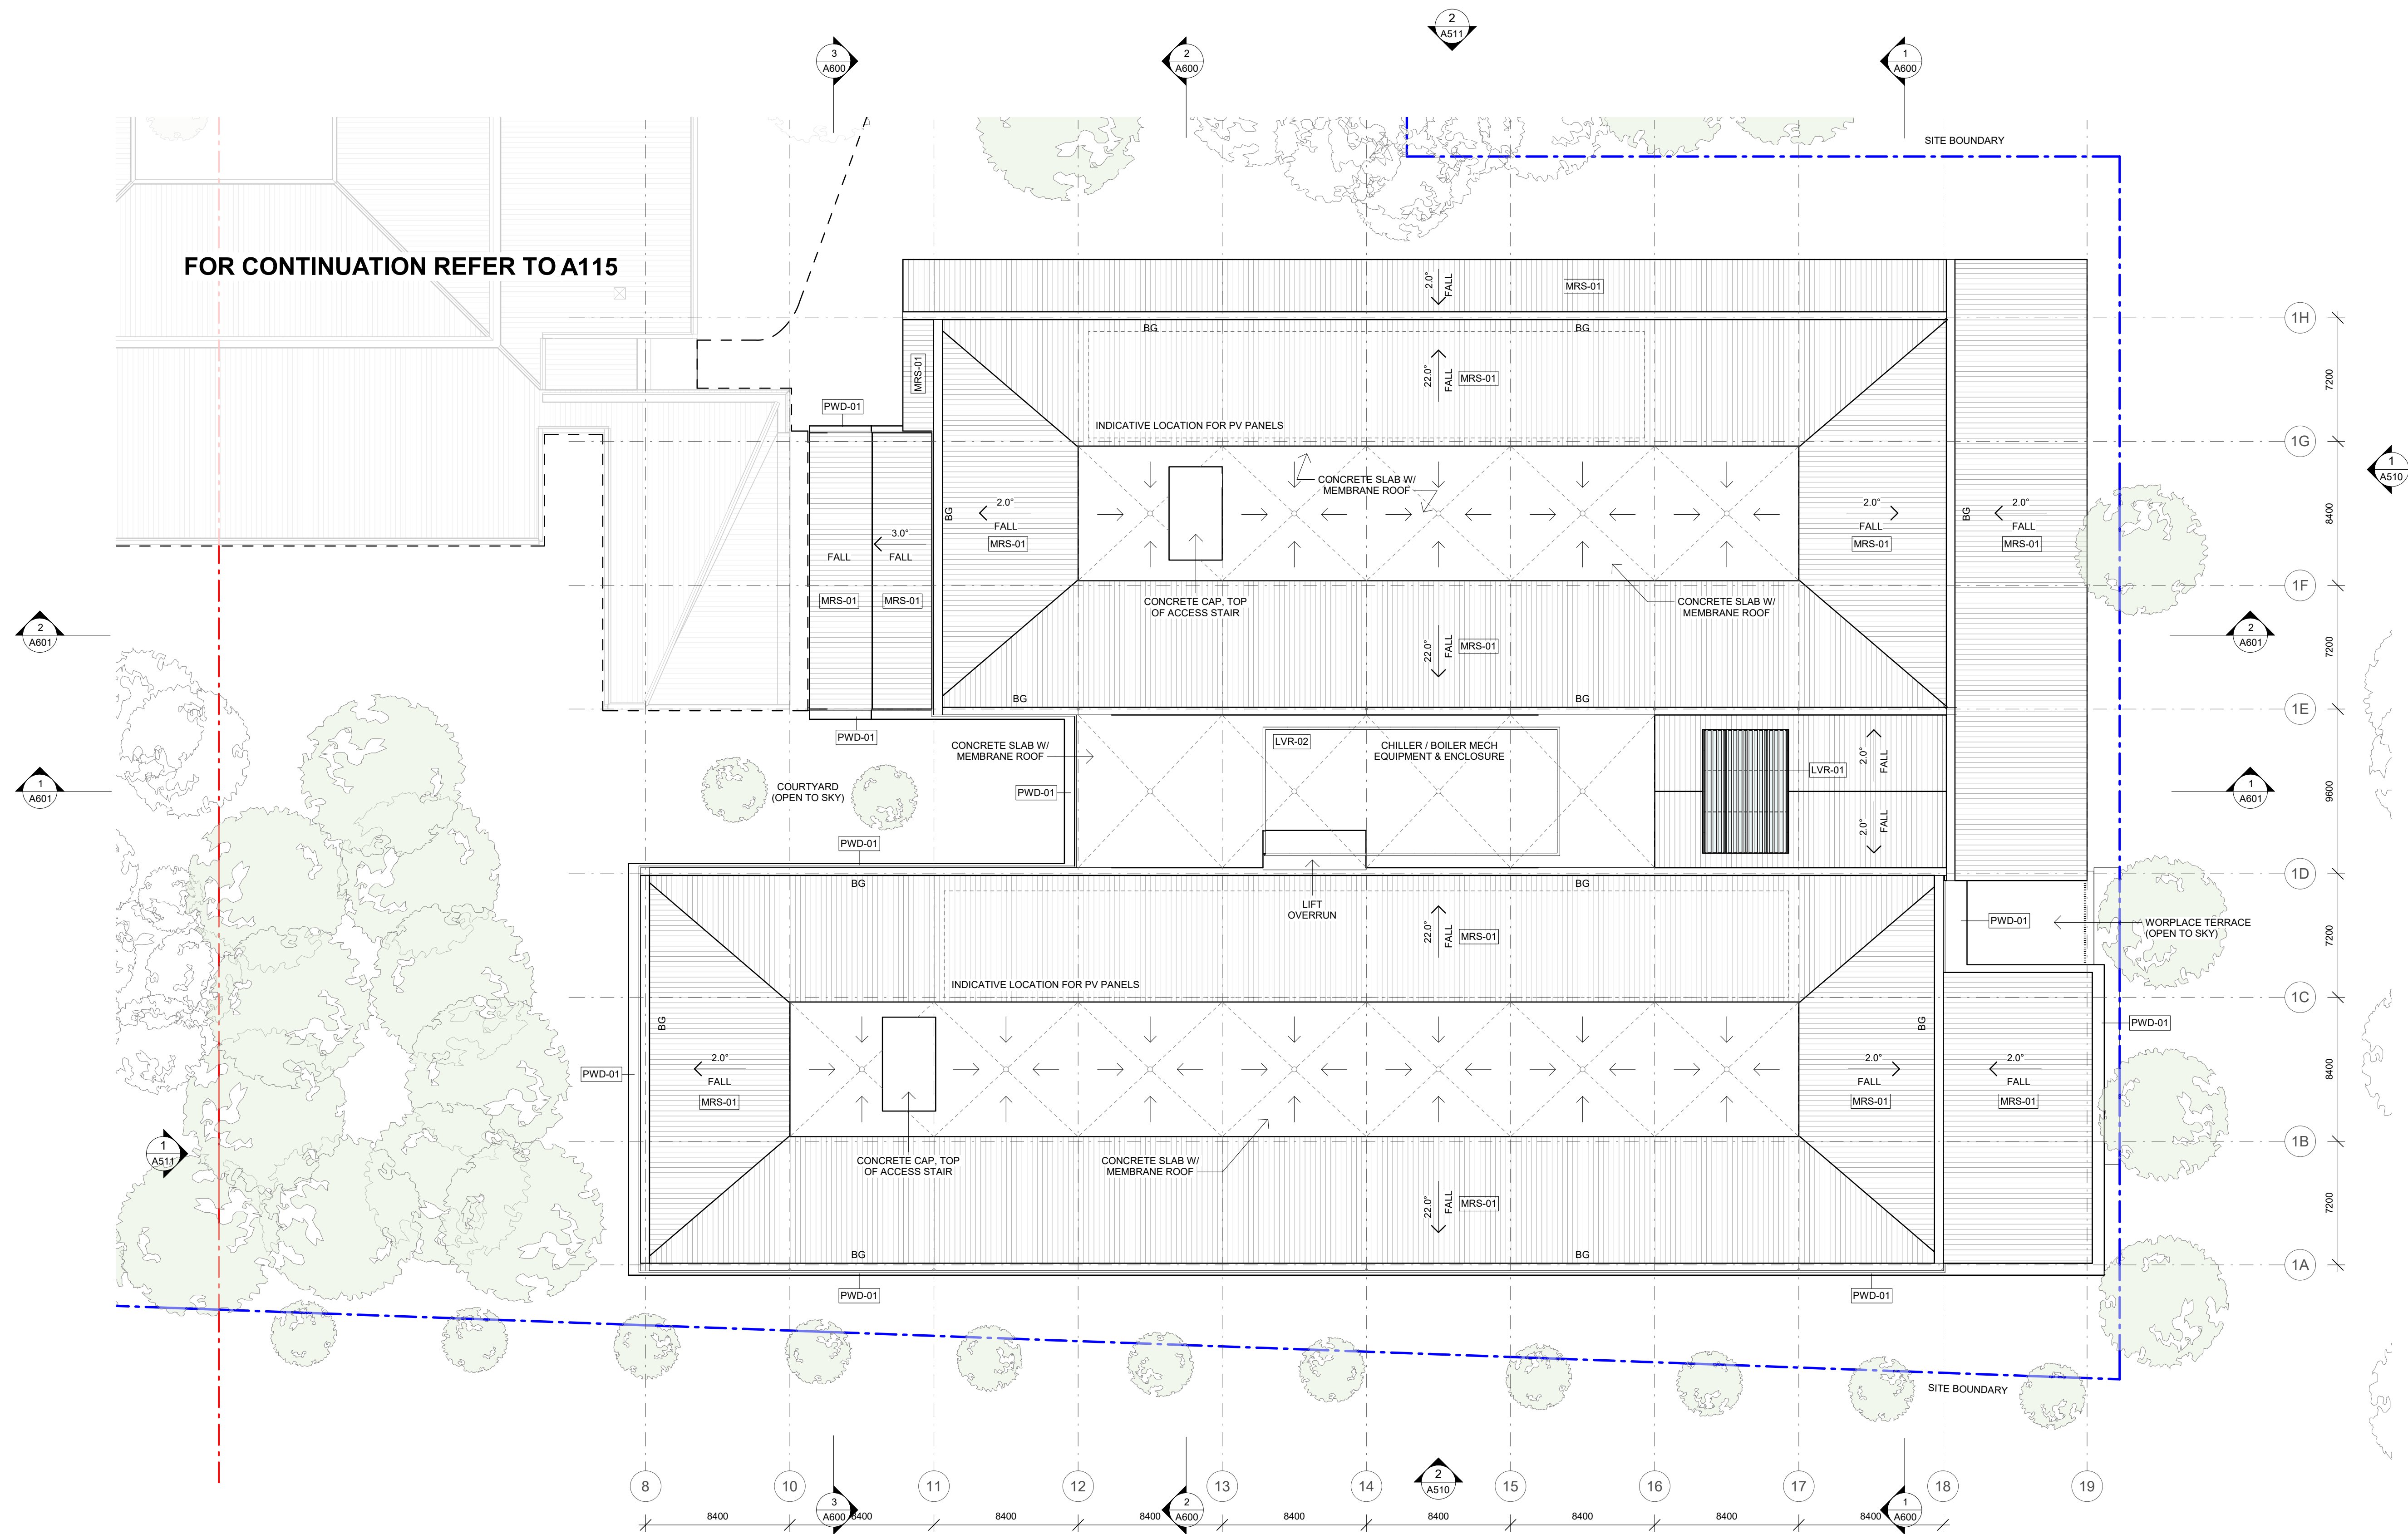 2
A511
3
A600
2
A600
1
A600
SITE BOUNDARY
FOR CONTINUATION REFER TO A115
2.0°
FALL
MRS-01
1H
BG
BG
MRS-01
22.0°
FALL
MRS-01
7200
PWD-01
INDICATIVE LOCATION FOR PV PANELS
1G
1
A510
CONCRETE SLAB W/
MEMBRANE ROOF
BG
2.0°
FALL
MRS-01
2.0°
FALL
MRS-01
BG
2.0°
FALL
MRS-01
8400
3.0°
FALL
FALL
MRS-01
MRS-01
1F
CONCRETE CAP, TOP
OF ACCESS STAIR
CONCRETE SLAB W/
MEMBRANE ROOF
2
A601
2
A601
22.0°
FALL
MRS-01
7200
BG
BG
1E
PWD-01
CONCRETE SLAB W/
MEMBRANE ROOF
LVR-02
CHILLER / BOILER MECH
EQUIPMENT & ENCLOSURE
2.0°
FALL
LVR-01
1
A601
COURTYARD
(OPEN TO SKY)
PWD-01
1
A601
9600
2.0°
FALL
PWD-01
BG
BG
1D
LIFT
OVERRUN
22.0°
FALL
MRS-01
PWD-01
WORPLACE TERRACE
(OPEN TO SKY)
7200
INDICATIVE LOCATION FOR PV PANELS
1C
BG
BG
PWD-01
2.0°
FALL
MRS-01
PWD-01
2.0°
FALL
MRS-01
2.0°
FALL
MRS-01
8400
1B
1
A511
CONCRETE CAP, TOP
OF ACCESS STAIR
CONCRETE SLAB W/
MEMBRANE ROOF
22.0°
FALL
MRS-01
7200
BG
BG
1A
PWD-01
PWD-01
SITE BOUNDARY
8
10
11
12
13
14
2
A510
15
16
17
18
19
3
A600
2
A600
1
A600
8400
8400
8400
8400
8400
8400
8400
8400
8400